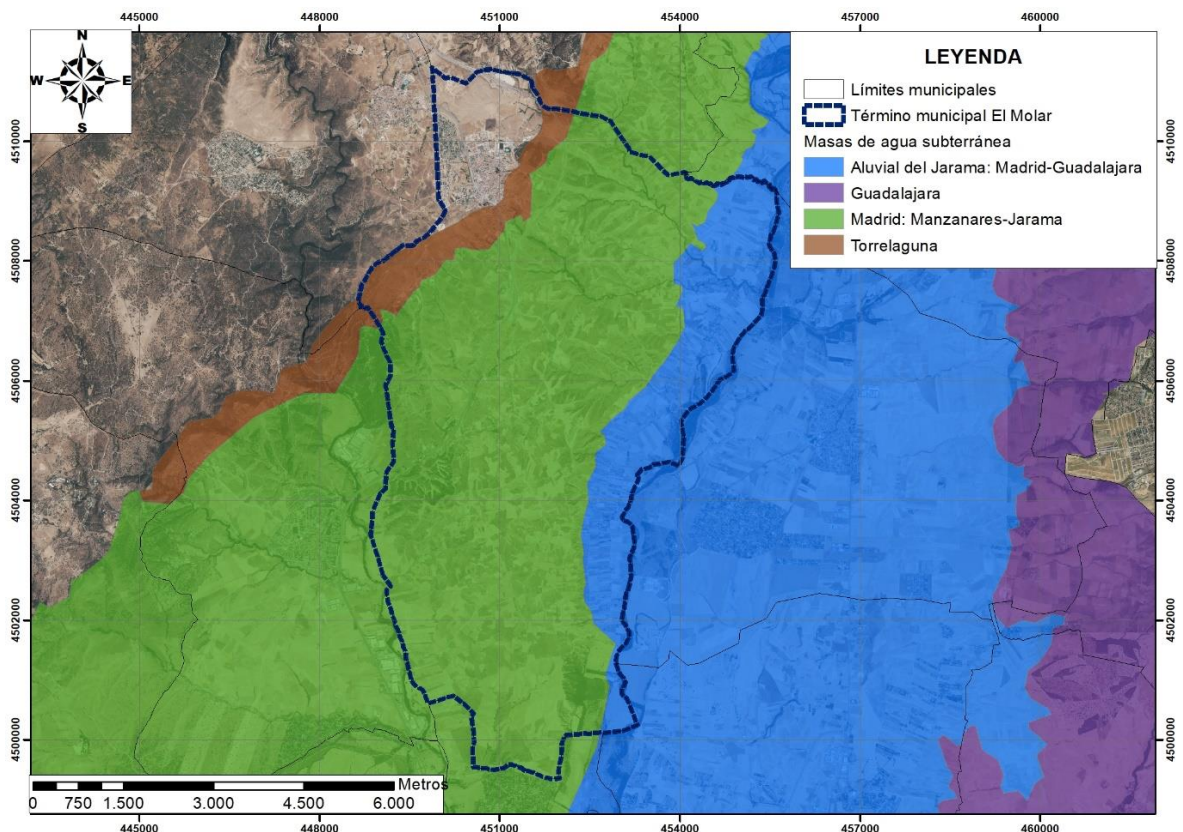 445000 448000 451000 454000 457000 460000
N
W E
S
LEYENDA
Límites municipales
Término municipal El Molar
Masas de agua subterránea
Aluvial del Jarama: Madrid-Guadalajara
Guadalajara
Madrid: Manzanares-Jarama
Torrelaguna
4510000 4510000
4508000 4508000
4506000 4506000
4504000 4504000
4502000 4502000
4500000 4500000
Metros
0 750 1.500 3.000 4.500 6.000
445000 448000 451000 454000 457000 460000